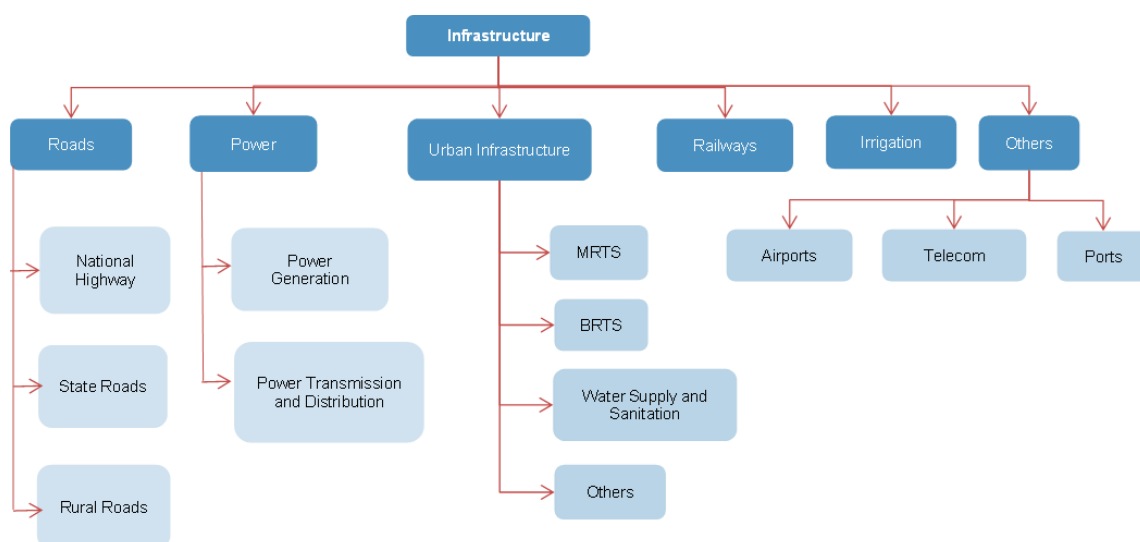 Infrastructure
Roads
Power
Urban Infrastructure
Railways
Irrigation
Others
National
Highway
State Roads
Rural Roads
Power
Generation
Power Transmission
and Distribution
MRTS
BRTS
Water Supply and
Sanitation
Others
Airports
Telecom
Ports